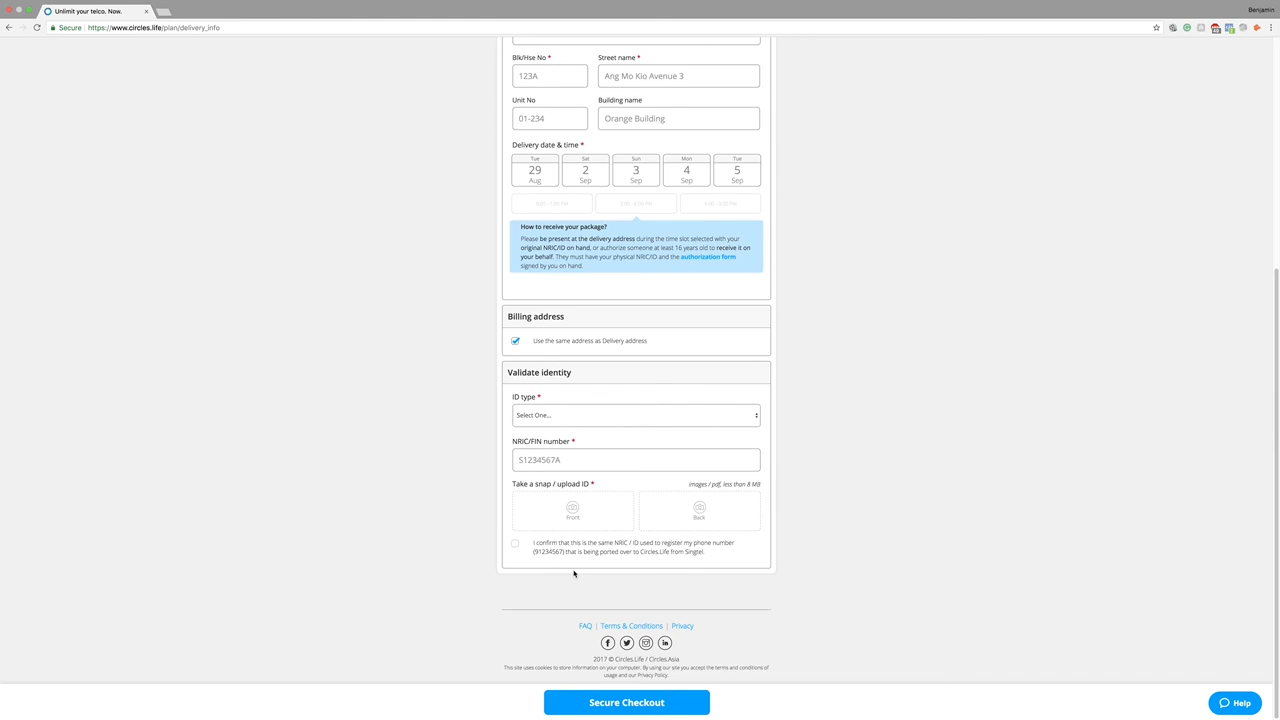 Unlimit your telco. Now.
Benjamin
Secure
https://www.circles.life/plan/delivery_info
Blk/Hse No *
Street name *
123A
Ang Mo Kio Avenue 3
Unit No
Building name
01-234
Orange Building
Delivery date & time *
Tue
Sat
Sun
Mon
Tue
29
2
3
4
5
Aug
Sep
Sep
Sep
Sep
How to receive your package?
Please be present at the delivery address during the time slot selected with your
original NRIC/ID on hand, or authorize someone at least 16 years old to receive it on
your behalf. They must have your physical NRIC/ID and the authorization form
signed by you on hand.
Billing address
Use the same address as Delivery address
Validate identity
ID type *
Select One...
NRIC/FIN number *
S1234567A
Take a snap / upload ID *
images / pdf, less than 8 MB
Front
Back
I confirm that this is the same NRIC / ID used to register my phone number
(91234567) that is being ported over to Circles.Life from Singtel.
FAQ | Terms & Conditions | Privacy
2017 © Circles.Life / Circles.Asia
This site uses cookies to store information on your computer. By using our site you accept the terms and conditions of
usage and our Privacy Policy.
Secure Checkout
Help